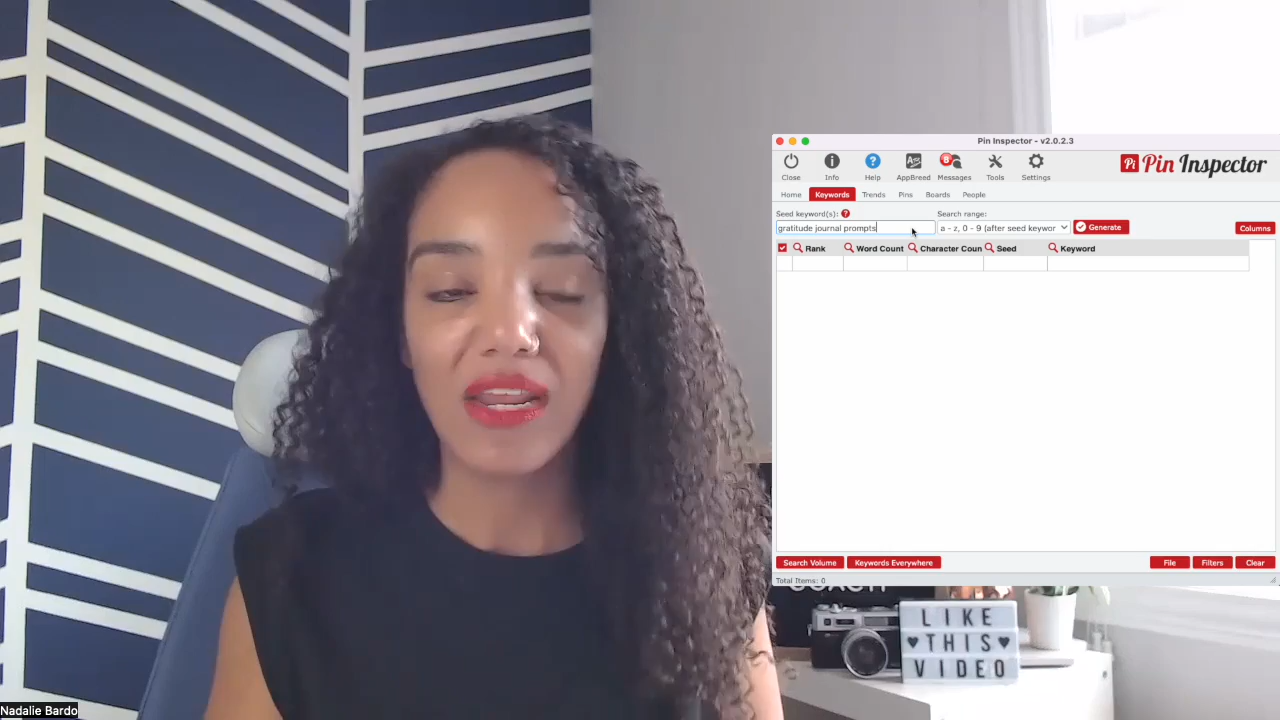 Pin Inspector - v2.0.2.3
Close
Info
Help
AppBreed
8
Messages
Tools
Settings
Pi Pin Inspector
Home
Keywords
Trends
Pins
Boards
People
Seed keyword(s): ?
Search range:
gratitude journal prompts
a - z, 0 - 9 (after seed keywor
Generate
Columns
Rank
Word Count
Character Coun
Seed
Keyword
Search Volume
Keywords Everywhere
File
Filters
Clear
Total Items: 0
LIKE
♥THIS♥
VIDEO
Nadalie Bardo